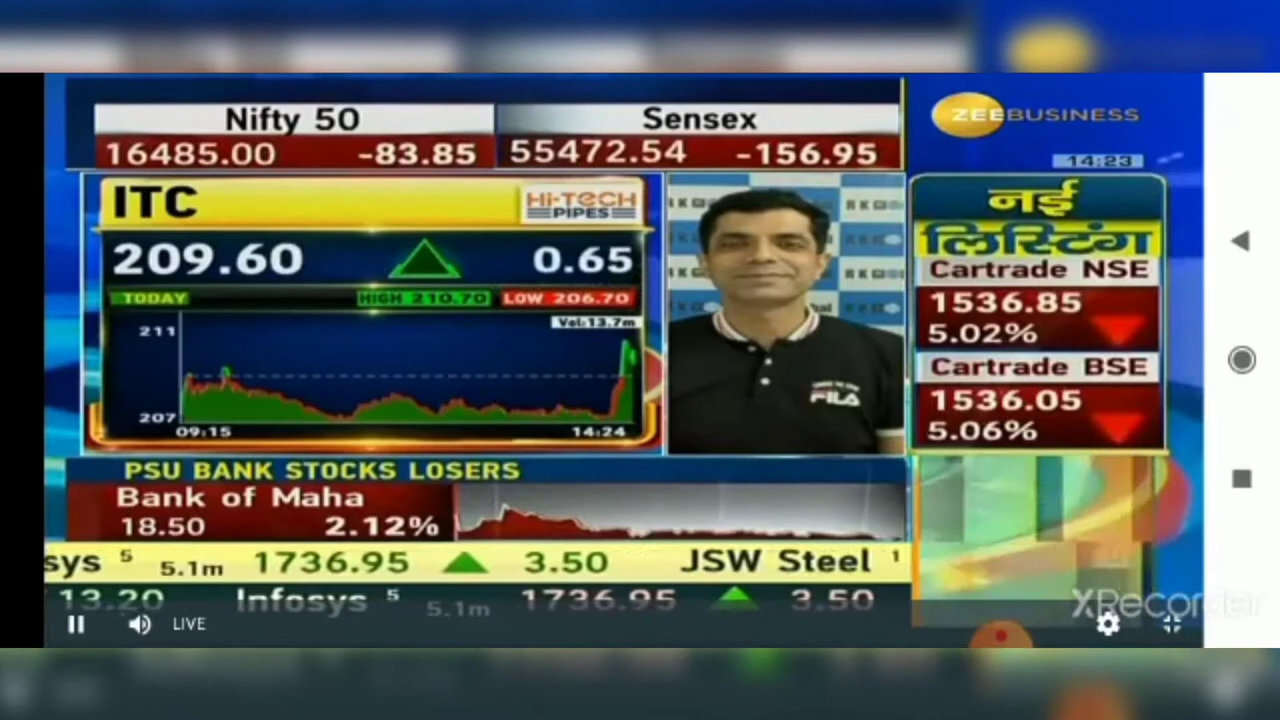 Nifty 50
16485.00 -83.85
Sensex
55472.54 -156.95
ZEEBUSINESS
14:23
ITC
Hi-TECH
PIPES
209.60 0.65
TODAY HIGH 210.70 LOW 206.70
Vol:13.7m
211
207
09:15 14:24
FILA
नई
लिस्टिंग
Cartrade NSE
1536.85
5.02%
Cartrade BSE
1536.05
5.06%
PSU BANK STOCKS LOSERS
Bank of Maha
18.50 2.12%
sys 5 5.1m 1736.95 3.50 JSW Steel 1
13.20 Infosys 5 5.1m 1736.95 3.50
XRecorder
LIVE